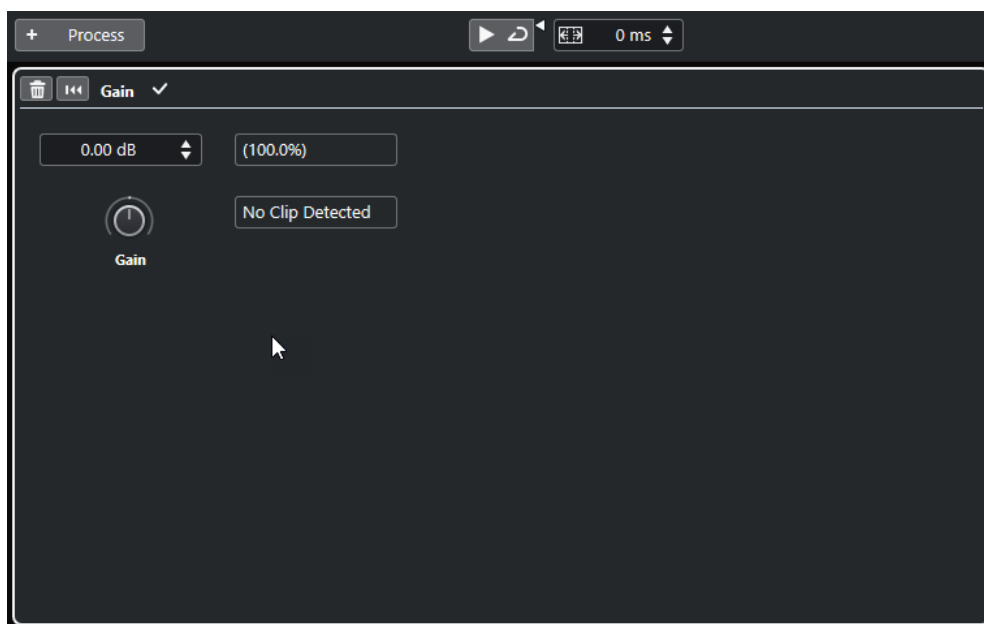 + Process
0 ms
Gain
0.00 dB
(100.0%)
No Clip Detected
Gain